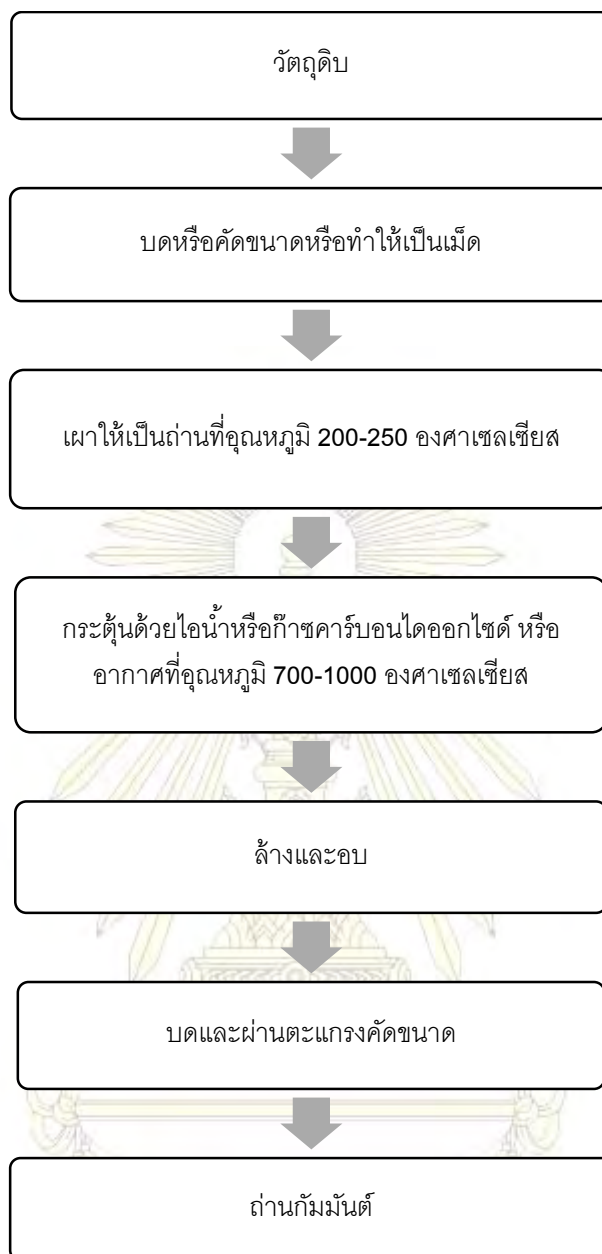 วัตถุดิบ
บดหรือคัดขนาดหรือทำให้เป็นเม็ด
เผาให้เป็นถ่านที่อุณหภูมิ 200-250 องศาเซลเซียส
กระตุ้นด้วยไอน้ำหรือก๊าซคาร์บอนไดออกไซด์ หรือ
อากาศที่อุณหภูมิ 700-1000 องศาเซลเซียส
ล้างและอบ
บดและผ่านตะแกรงคัดขนาด
ถ่านกัมมันต์